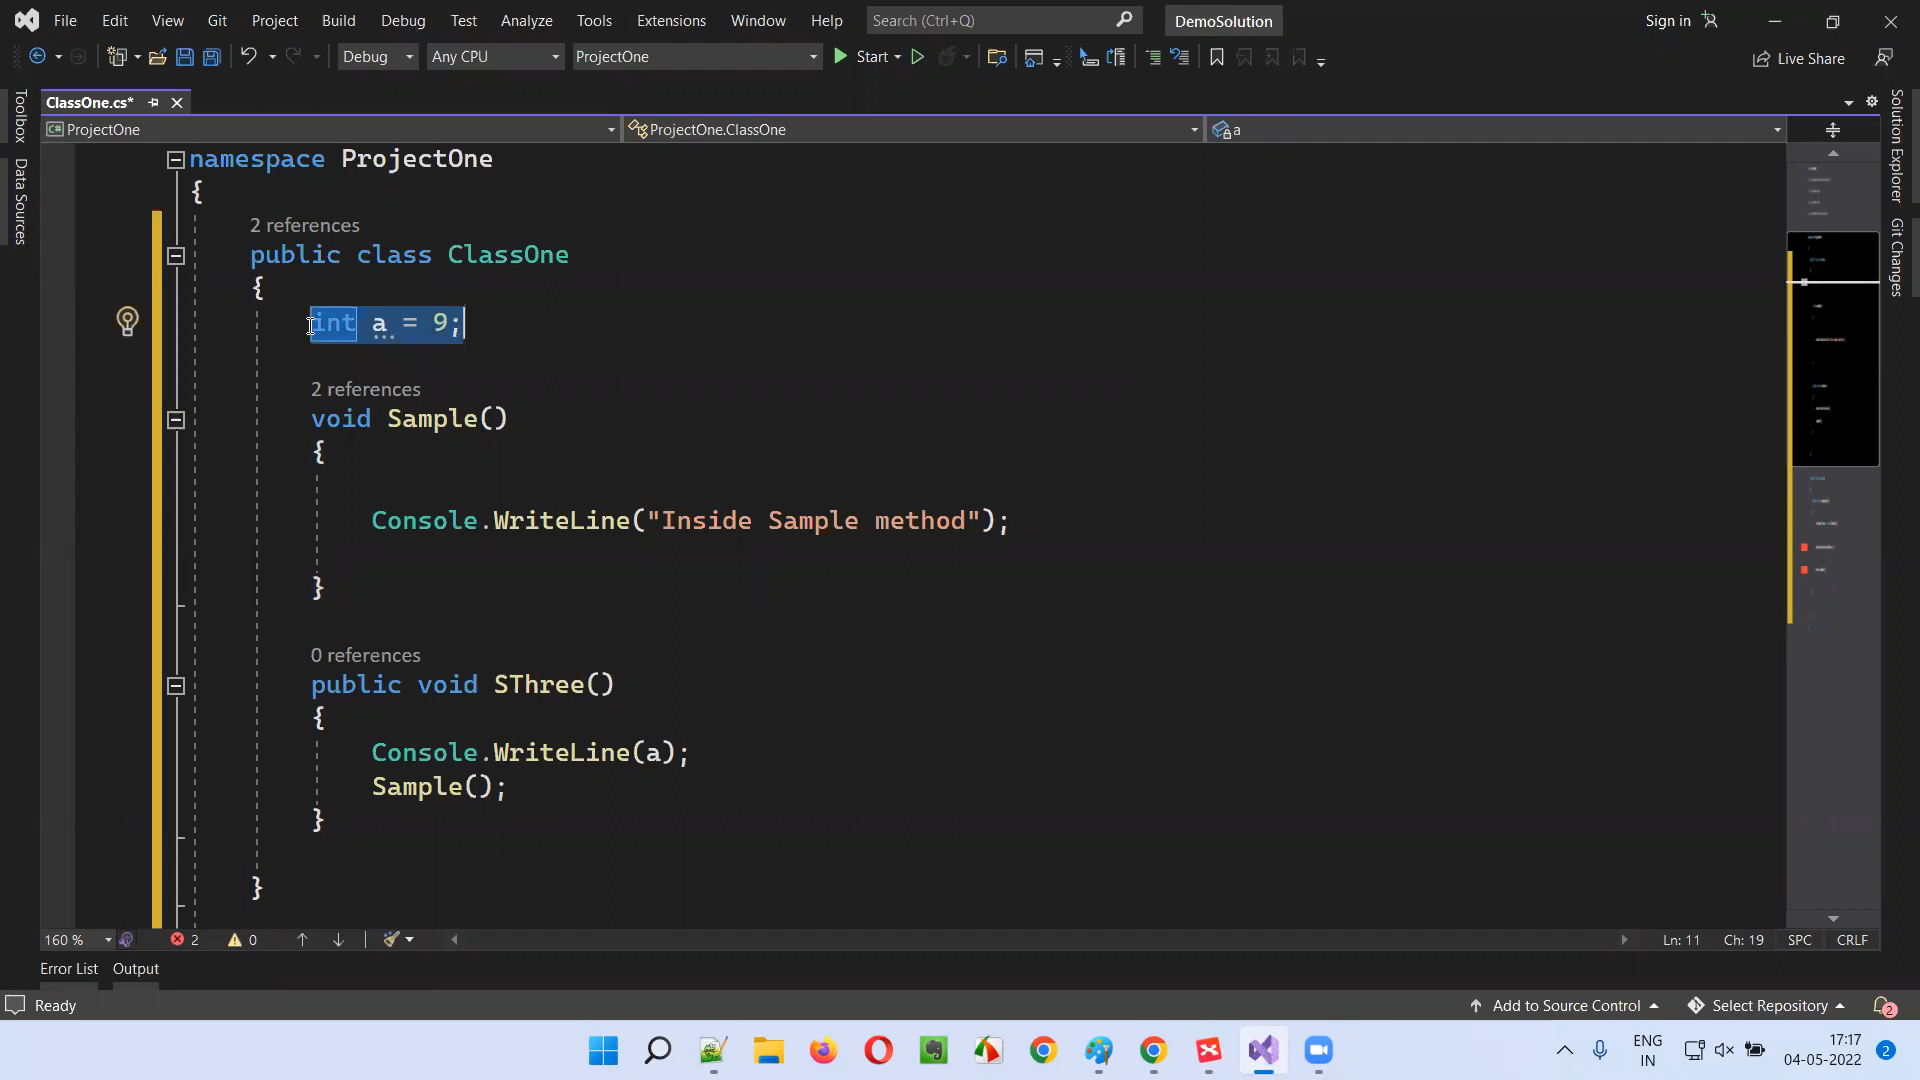 File Edit View Git Project Build Debug Test Analyze Tools Extensions Window Help Search (Ctrl+Q) DemoSolution Sign in
Debug Any CPU ProjectOne Start Live Share
Toolbox
Data Sources
ClassOne.cs*
C# ProjectOne ProjectOne.ClassOne a
namespace ProjectOne
{
2 references
public class ClassOne
{
int a = 9;
2 references
void Sample()
{
Console.WriteLine("Inside Sample method");
}
0 references
public void SThree()
{
Console.WriteLine(a);
Sample();
}
}
Solution Explorer
Git Changes
160 % 2 0 Ln: 11 Ch: 19 SPC CRLF
Error List Output
Ready Add to Source Control Select Repository 2
ENG 17:17
IN 04-05-2022 2